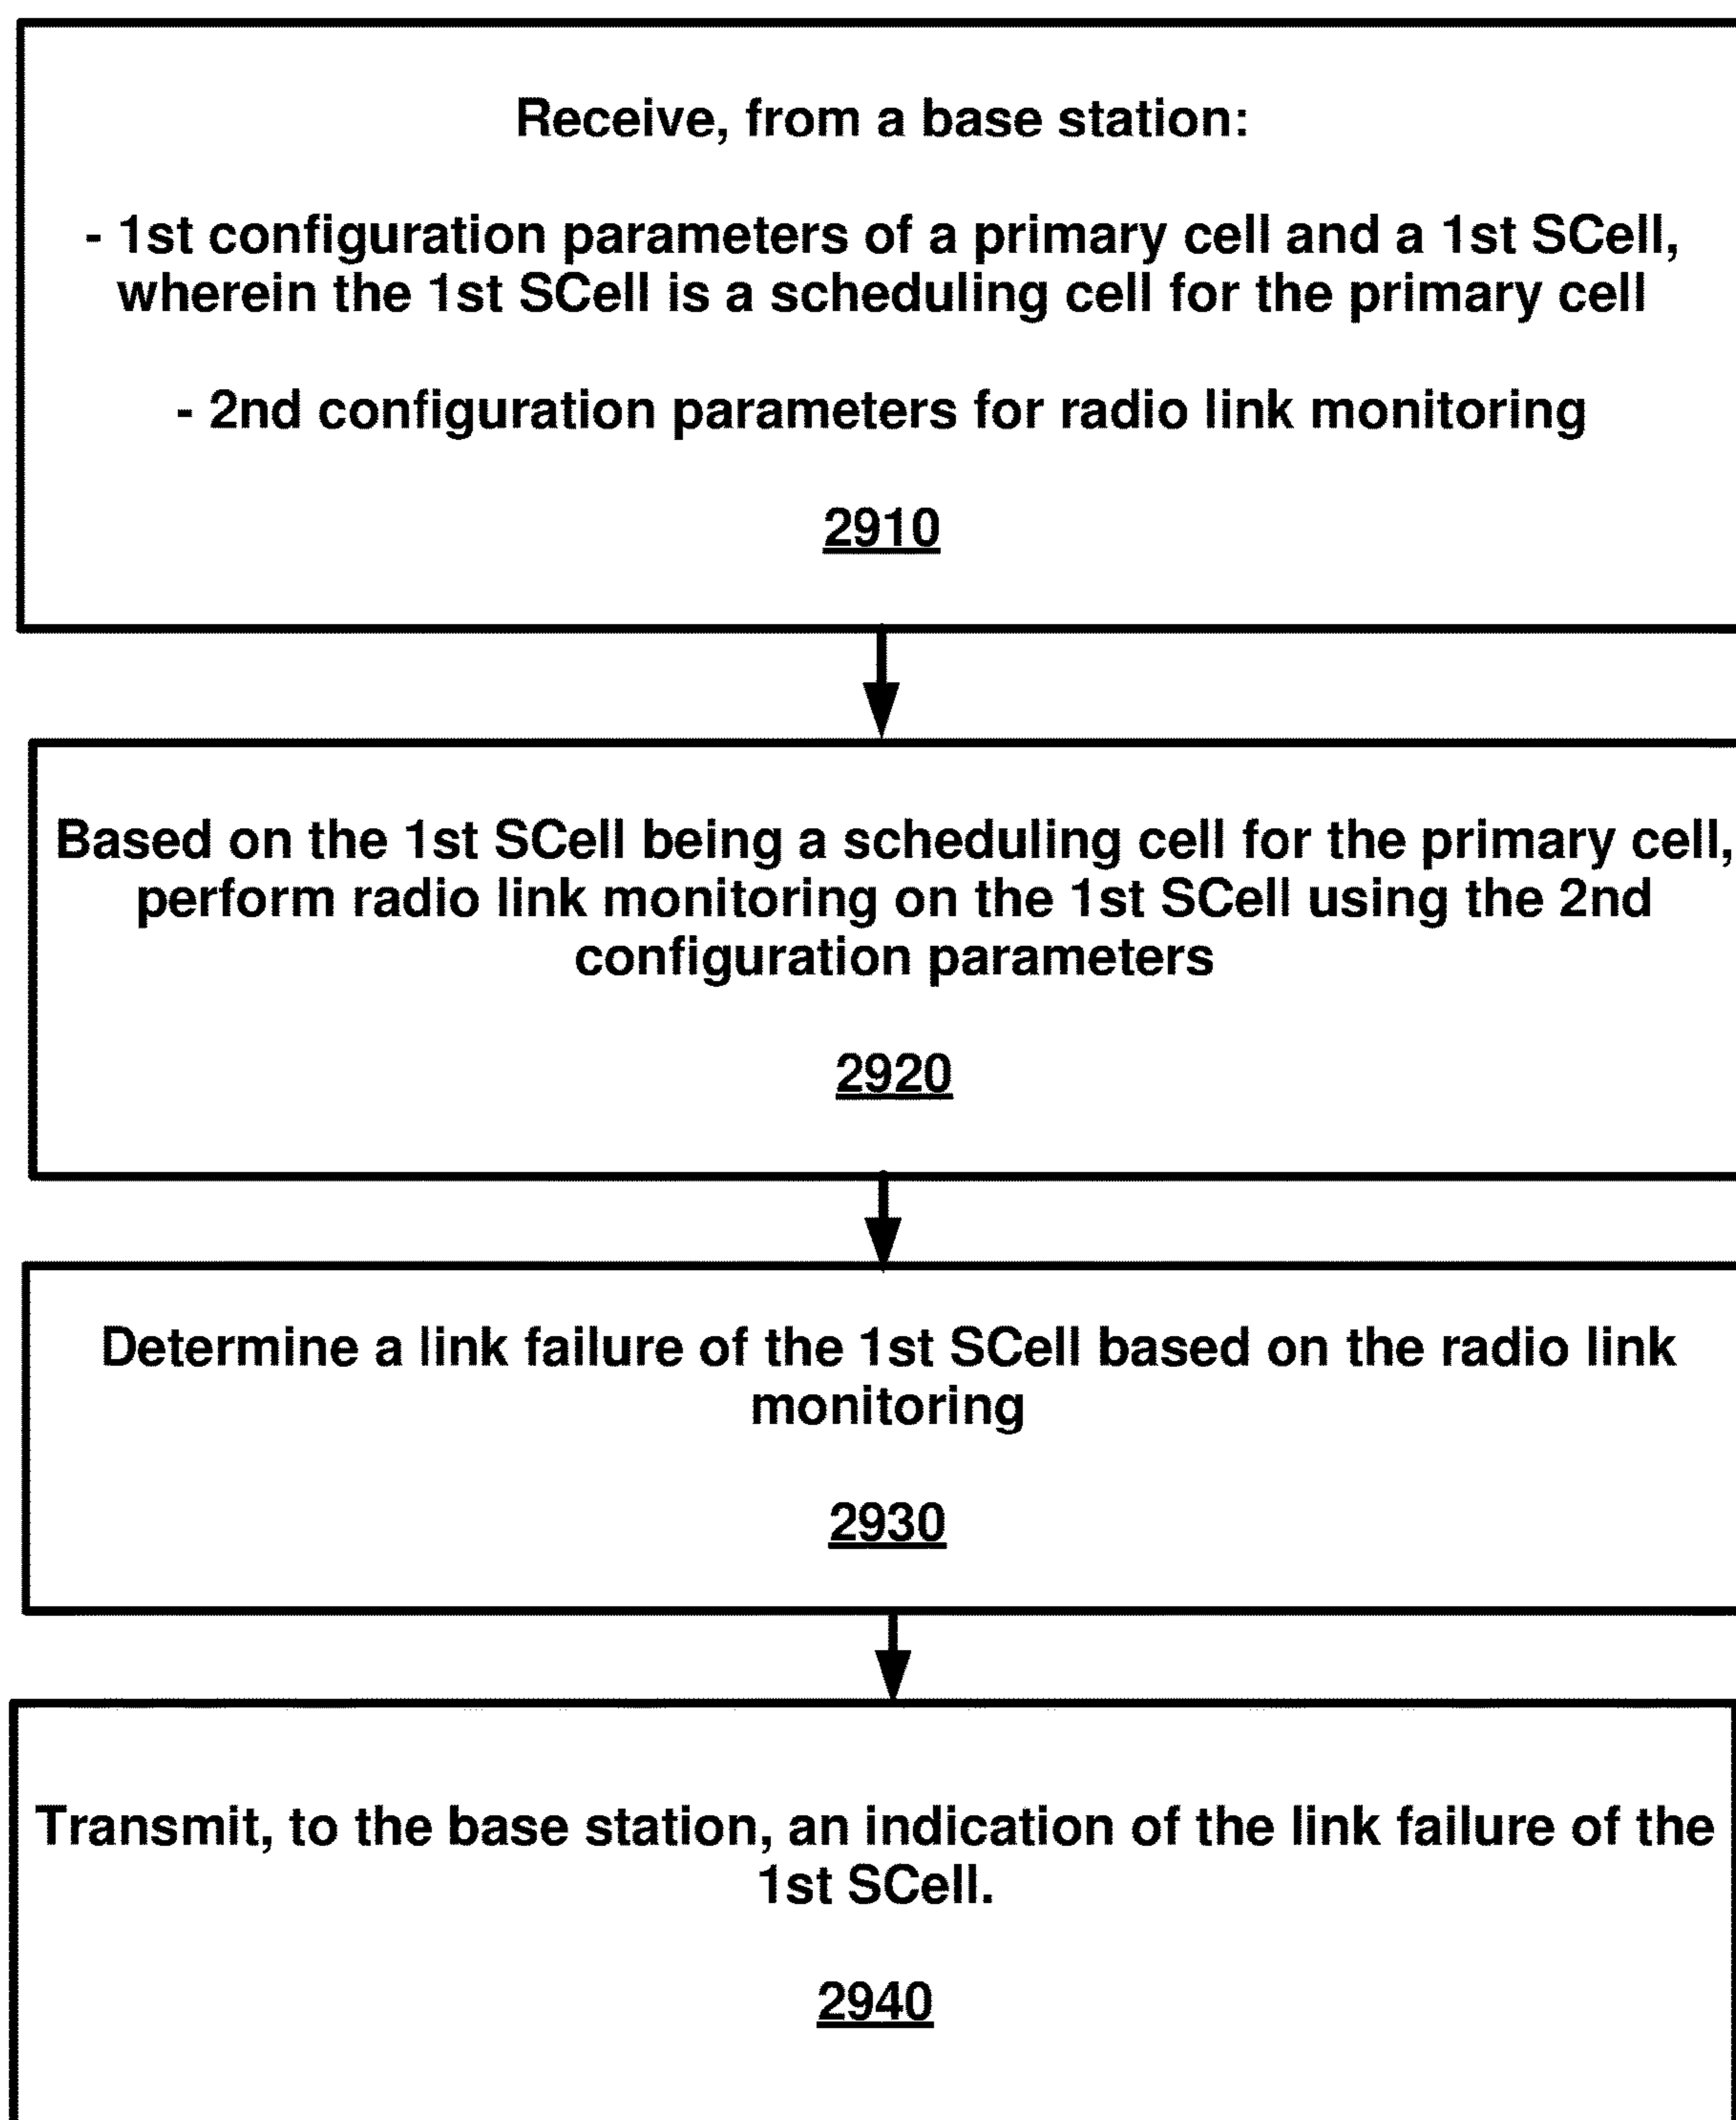 Receive, from a base station:
- 1st configuration parameters of a primary cell and a 1st SCell,
wherein the 1st SCell is a scheduling cell for the primary cell
- 2nd configuration parameters for radio link monitoring
2910
Based on the 1st SCell being a scheduling cell for the primary cell,
perform radio link monitoring on the 1st SCell using the 2nd
configuration parameters
2920
Determine a link failure of the 1st SCell based on the radio link
monitoring
2930
Transmit, to the base station, an indication of the link failure of the
1st SCell.
2940